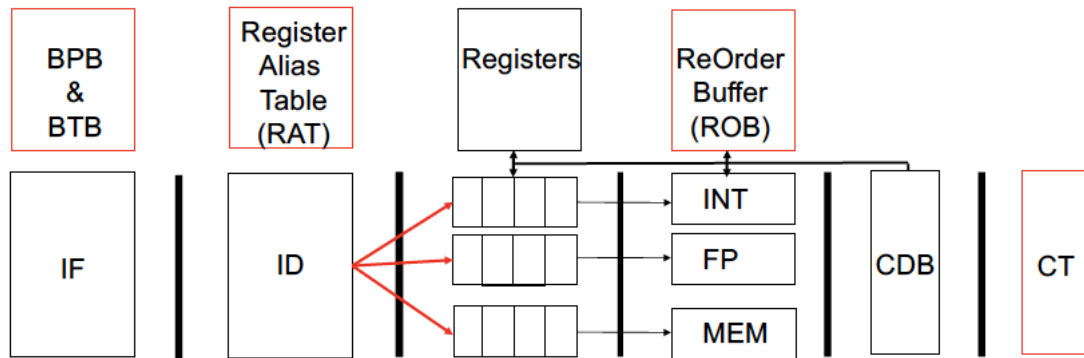 BPB
&
BTB
Register
Alias
Table
(RAT)
Registers
ReOrder
Buffer
(ROB)
IF
ID
INT
FP
MEM
CDB
CT